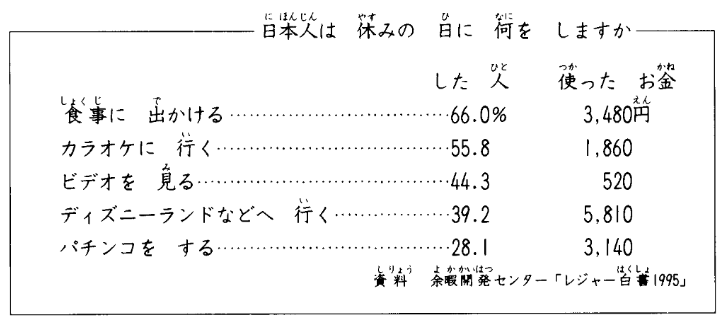 日本人は 休みの 日に 何を しますか
した 人 使った お金
食事に 出かける……………………………66.0% 3,480円
カラオケに 行く……………………………55.8 1,860
ビデオを 見る………………………………44.3 520
ディズニーランドなどへ 行く……………39.2 5,810
パチンコを する……………………………28.1 3,140
資料 余暇開発センター「レジャー白書1995」